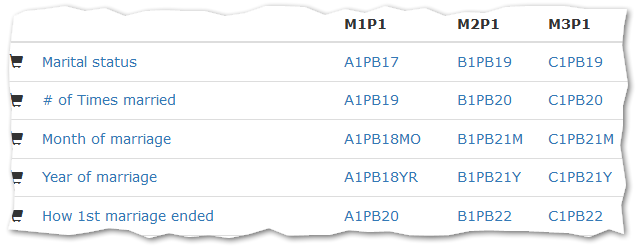 M1P1 M2P1 M3P1
Marital status A1PB17 B1PB19 C1PB19
# of Times married A1PB19 B1PB20 C1PB20
Month of marriage A1PB18MO B1PB21M C1PB21M
Year of marriage A1PB18YR B1PB21Y C1PB21Y
How 1st marriage ended A1PB20 B1PB22 C1PB22